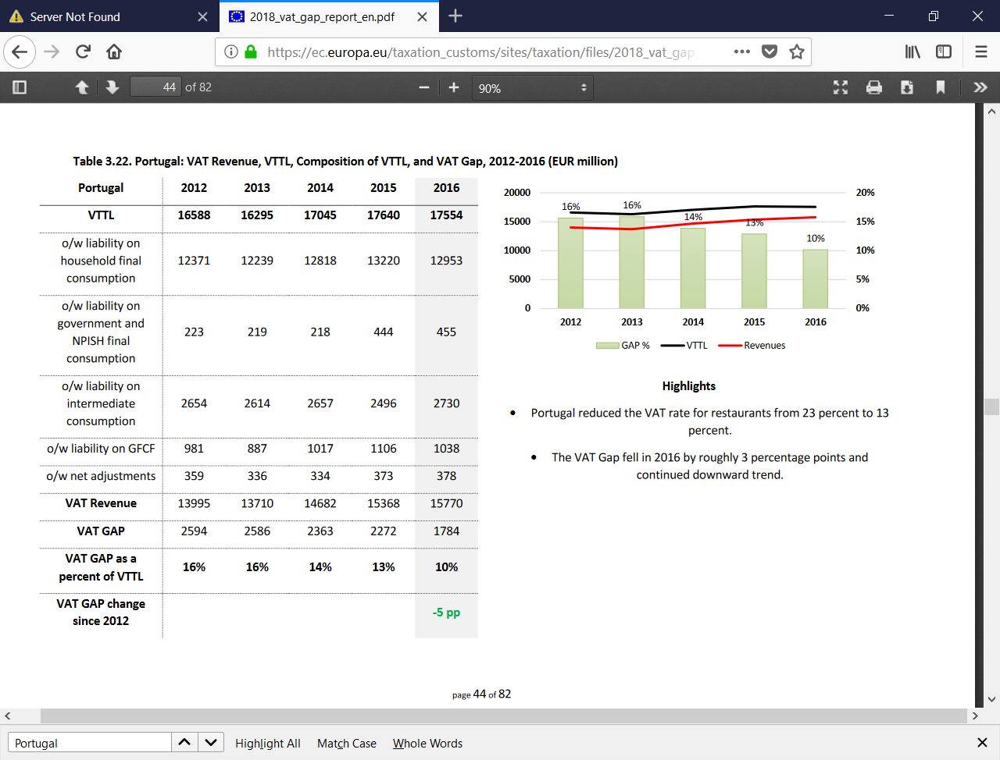 Server Not Found
2018_vat_gap_report_en.pdf
https://ec.europa.eu/taxation_customs/sites/taxation/files/2018_vat_gap
44 of 82
90%
Table 3.22. Portugal: VAT Revenue, VTTL, Composition of VTTL, and VAT Gap, 2012-2016 (EUR million)
Portugal 2012 2013 2014 2015 2016
VTTL 16588 16295 17045 17640 17554
o/w liability on
household final
consumption
12371 12239 12818 13220 12953
o/w liability on
government and
NPISH final
consumption
223 219 218 444 455
o/w liability on
intermediate
consumption
2654 2614 2657 2496 2730
o/w liability on GFCF 981 887 1017 1106 1038
o/w net adjustments 359 336 334 373 378
VAT Revenue 13995 13710 14682 15368 15770
VAT GAP 2594 2586 2363 2272 1784
VAT GAP as a
percent of VTTL
16% 16% 14% 13% 10%
VAT GAP change
since 2012
-5 pp
20000 20%
16% 16%
15000 14% 13% 15%
10%
10000 10%
5000 5%
0 0%
2012 2013 2014 2015 2016
GAP % VTTL Revenues
Highlights
• Portugal reduced the VAT rate for restaurants from 23 percent to 13
percent.
• The VAT Gap fell in 2016 by roughly 3 percentage points and
continued downward trend.
page 44 of 82
Portugal
Highlight All Match Case Whole Words